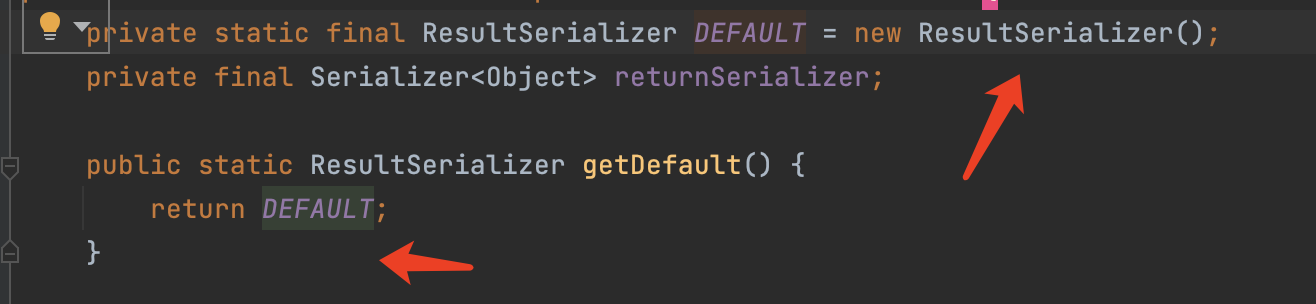 private static final ResultSerializer DEFAULT = new ResultSerializer();
private final Serializer<Object> returnSerializer;
public static ResultSerializer getDefault() {
return DEFAULT;
}